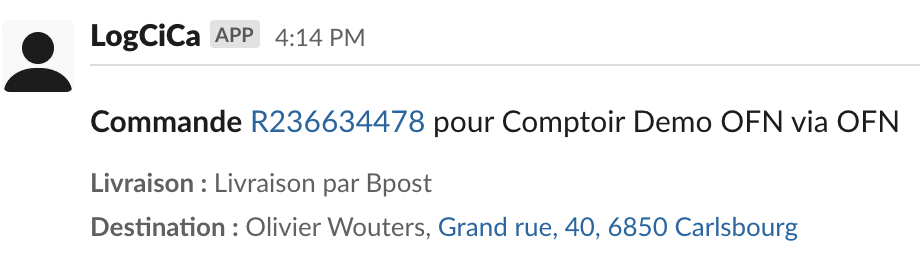 LogCiCa APP 4:14 PM
Commande R236634478 pour Comptoir Demo OFN via OFN
Livraison : Livraison par Bpost
Destination : Olivier Wouters, Grand rue, 40, 6850 Carlsbourg